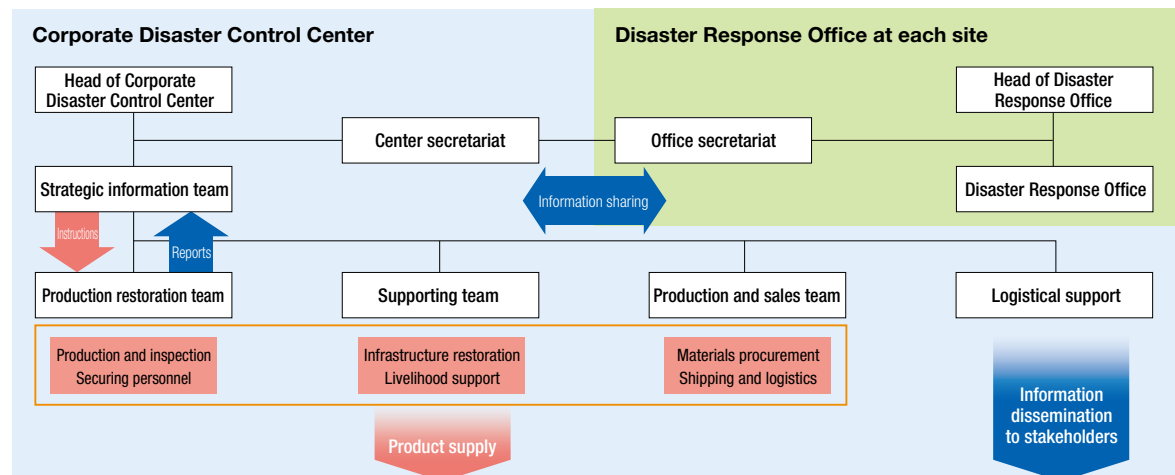 Corporate Disaster Control Center
Disaster Response Office at each site
Head of Corporate
Disaster Control Center
Head of Disaster
Response Office
Center secretariat
Office secretariat
Strategic information team
Information sharing
Disaster Response Office
Instructions
Reports
Production restoration team
Supporting team
Production and sales team
Logistical support
Production and inspection
Securing personnel
Infrastructure restoration
Livelihood support
Materials procurement
Shipping and logistics
Product supply
Information
dissemination
to stakeholders